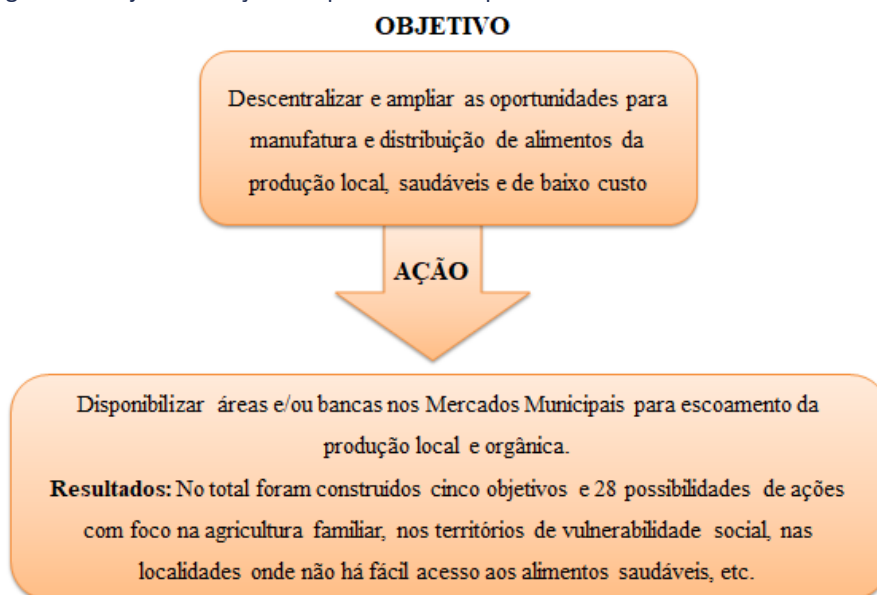 OBJETIVO
Descentralizar e ampliar as oportunidades para
manufatura e distribuição de alimentos da
produção local, saudáveis e de baixo custo
AÇÃO
Disponibilizar áreas e/ou bancas nos Mercados Municipais para escoamento da
produção local e orgânica.
Resultados: No total foram construidos cinco objetivos e 28 possibilidades de ações
com foco na agricultura familiar, nos territórios de vulnerabilidade social, nas
localidades onde não há fácil acesso aos alimentos saudáveis, etc.